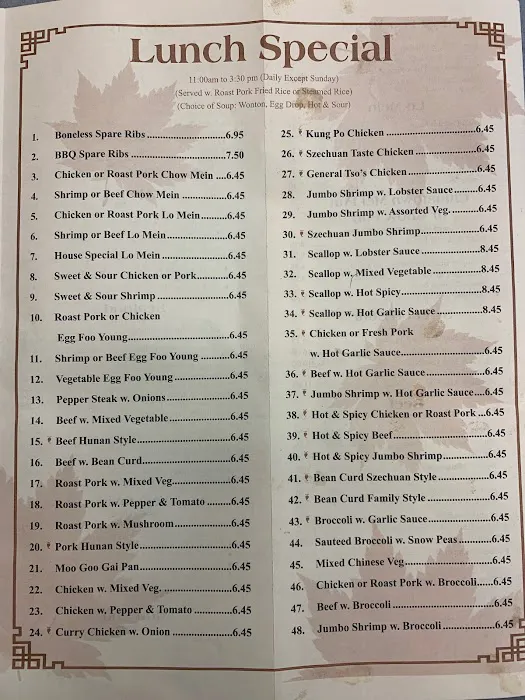 Lunch Special
11:00am to 3:30 pm (Daily Except Sunday)
(Served w. Roast Pork Fried Rice or Steamed Rice)
(Choice of Soup: Wonton, Egg Drop, Hot & Sour)
1. Boneless Spare Ribs ....................6.95
2. BBQ Spare Ribs ........................7.50
3. Chicken or Roast Pork Chow Mein ....6.45
4. Shrimp or Beef Chow Mein ..............6.45
5. Chicken or Roast Pork Lo Mein.........6.45
6. Shrimp or Beef Lo Mein..................6.45
7. House Special Lo Mein ...................6.45
8. Sweet & Sour Chicken or Pork..........6.45
9. Sweet & Sour Shrimp ....................6.45
10. Roast Pork or Chicken
Egg Foo Young..........................6.45
11. Shrimp or Beef Egg Foo Young .........6.45
12. Vegetable Egg Foo Young................6.45
13. Pepper Steak w. Onions..................6.45
14. Beef w. Mixed Vegetable.................6.45
15. Beef Hunan Style........................6.45
16. Beef w. Bean Curd.......................6.45
17. Roast Pork w. Mixed Veg.................6.45
18. Roast Pork w. Pepper & Tomato ........6.45
19. Roast Pork w. Mushroom................6.45
20. Pork Hunan Style.......................6.45
21. Moo Goo Gai Pan........................6.45
22. Chicken w. Mixed Veg. ..................6.45
23. Chicken w. Pepper & Tomato ...........6.45
24. Curry Chicken w. Onion ................6.45
25. Kung Po Chicken ........................6.45
26. Szechuan Taste Chicken .................6.45
27. General Tso's Chicken ...................6.45
28. Jumbo Shrimp w. Lobster Sauce........6.45
29. Jumbo Shrimp w. Assorted Veg.........6.45
30. Szechuan Jumbo Shrimp................6.45
31. Scallop w. Lobster Sauce................8.45
32. Scallop w. Mixed Vegetable..............8.45
33. Scallop w. Hot Spicy.....................8.45
34. Scallop w. Hot Garlic Sauce.............8.45
35. Chicken or Fresh Pork
w. Hot Garlic Sauce......................6.45
36. Beef w. Hot Garlic Sauce................6.45
37. Jumbo Shrimp w. Hot Garlic Sauce....6.45
38. Hot & Spicy Chicken or Roast Pork ...6.45
39. Hot & Spicy Beef........................6.45
40. Hot & Spicy Jumbo Shrimp.............6.45
41. Bean Curd Szechuan Style ..............6.45
42. Bean Curd Family Style .................6.45
43. Broccoli w. Garlic Sauce.................6.45
44. Sauteed Broccoli w. Snow Peas..........6.45
45. Mixed Chinese Veg.......................6.45
46. Chicken or Roast Pork w. Broccoli......6.45
47. Beef w. Broccoli .........................6.45
48. Jumbo Shrimp w. Broccoli...............6.45